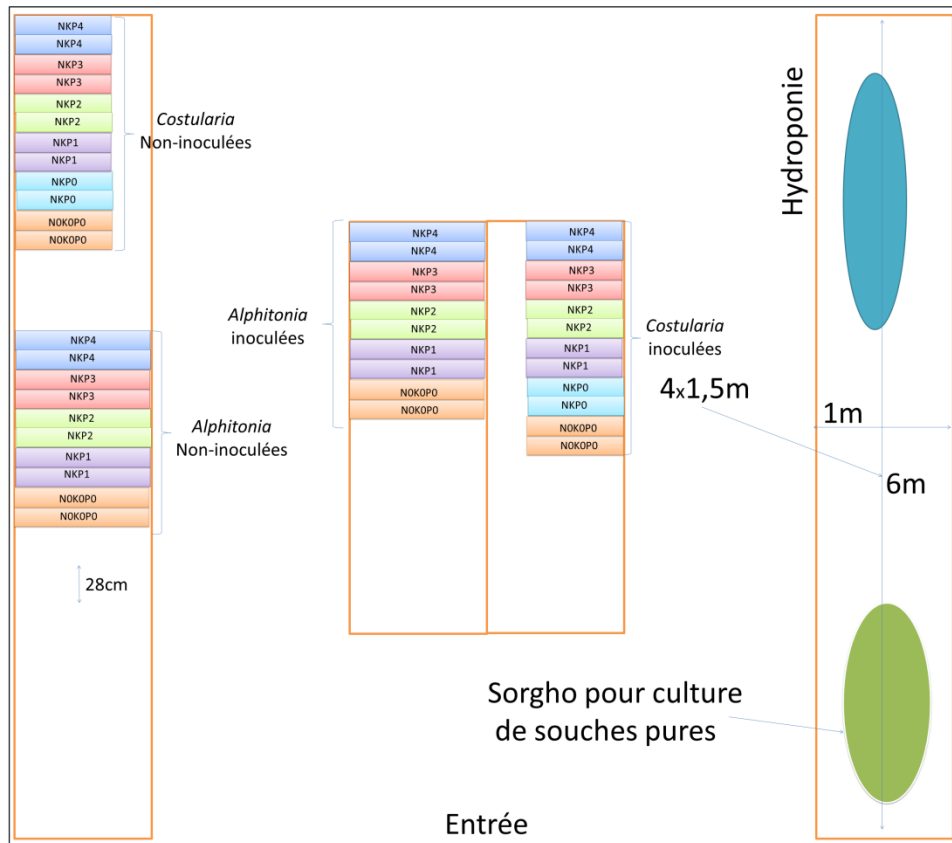 NKP4
NKP4
NKP3
NKP3
NKP2
NKP2
NKP1
NKP1
NKP0
NKP0
N0K0P0
N0K0P0
Costularia
Non-inoculées
NKP4
NKP4
NKP3
NKP3
NKP2
NKP2
NKP1
NKP1
N0K0P0
N0K0P0
Alphitonia
Non-inoculées
28cm
Alphitonia
inoculées
NKP4
NKP4
NKP3
NKP3
NKP2
NKP2
NKP1
NKP1
N0K0P0
N0K0P0
NKP4
NKP4
NKP3
NKP3
NKP2
NKP2
NKP1
NKP1
NKP0
NKP0
N0K0P0
N0K0P0
Costularia
inoculées
Hydroponie
4x1,5m
1m
6m
Sorgho pour culture
de souches pures
Entrée